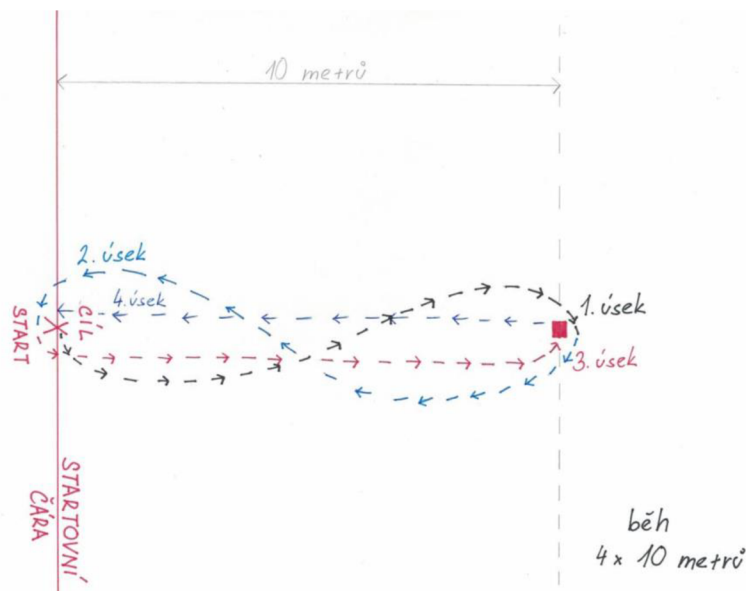 10 metrů
2. úsek
4. úsek
1. úsek
START
CÍL
3. úsek
STARTOVNÍ
ČÁRA
běh
4 x 10 metrů